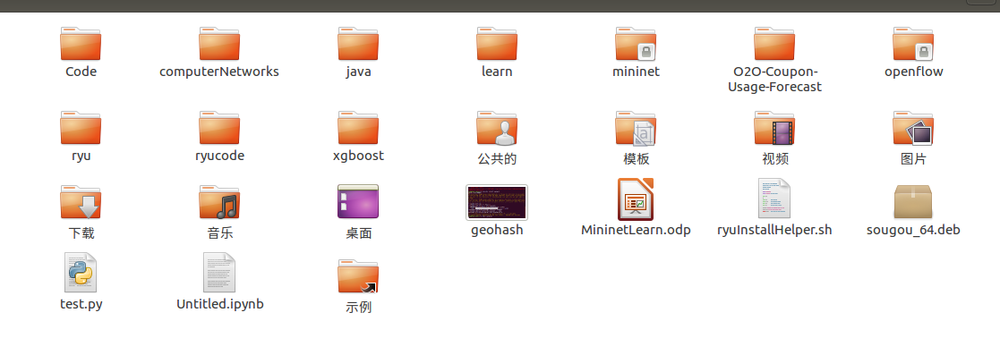 Code
computerNetworks
java
learn
mininet
O2O-Coupon-
Usage-Forecast
openflow
ryu
ryucode
xgboost
公共的
模板
视频
图片
下载
音乐
桌面
geohash
MininetLearn.odp
ryuInstallHelper.sh
sougou_64.deb
test.py
Untitled.ipynb
示例